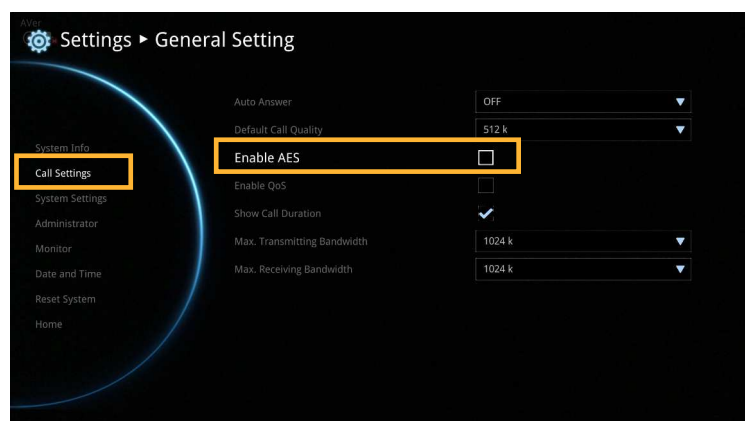 AVer
Settings ▸ General Setting
Auto Answer OFF
Default Call Quality 512 k
System Info
Enable AES
Call Settings
Enable QoS
System Settings
Show Call Duration
Administrator
Max. Transmitting Bandwidth 1024 k
Monitor
Max. Receiving Bandwidth 1024 k
Date and Time
Reset System
Home